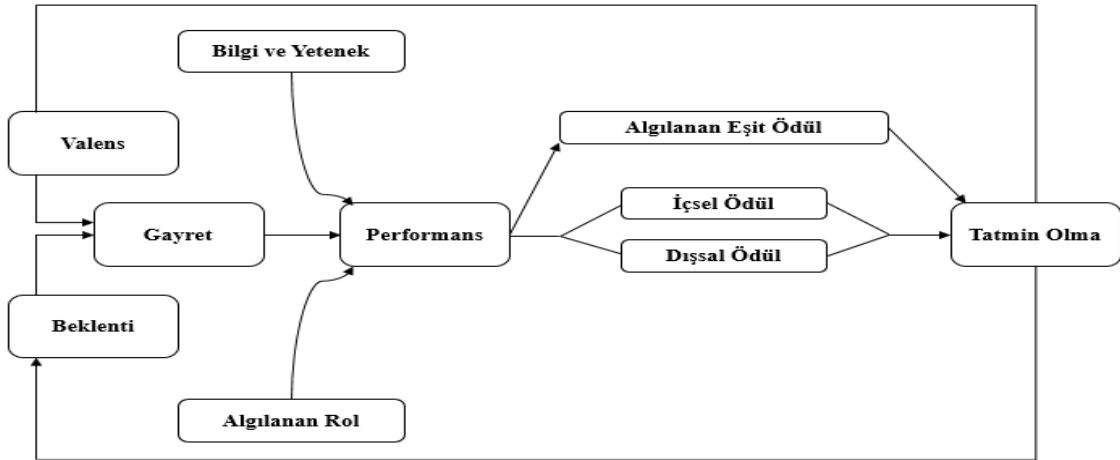 Bilgi ve Yetenek
Valens
Algılanan Eşit Ödül
Gayret
Performans
İçsel Ödül
Dışsal Ödül
Tatmin Olma
Beklenti
Algılanan Rol